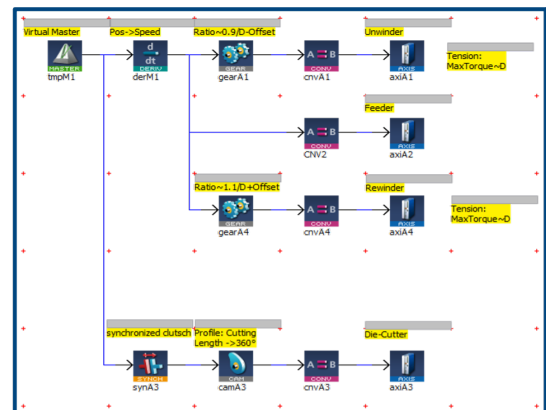 Virtual Master
Pos->Speed
Ratio~0.9/D-Offset
Unwinder
MASTER
tmpM1
d
dt
DERIV
derM1
GEAR
gearA1
A B
CONV
cnvA1
AXIS
axiA1
Tension:
MaxTorque~D
Feeder
A B
CONV
CNV2
AXIS
axiA2
Ratio~1.1/D+Offset
Rewinder
GEAR
gearA4
A B
CONV
cnvA4
AXIS
axiA4
Tension:
MaxTorque~D
synchronized clutsch
Profile: Cutting
Length ->360°
Die-Cutter
SYNCH
synA3
CAM
camA3
A B
CONV
cnvA3
AXIS
axiA3